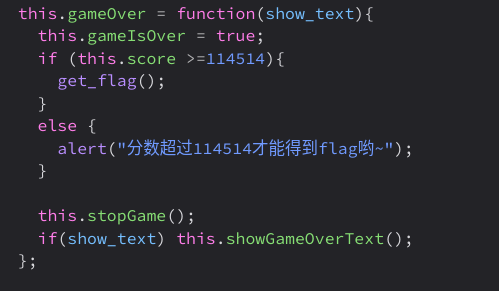 this.gameOver = function(show_text){
  this.gameIsOver = true;
  if (this.score >=114514){
    get_flag();
  }
  else {
    alert("分数超过114514才能得到flag哟~");
  }

  this.stopGame();
  if(show_text) this.showGameOverText();
};